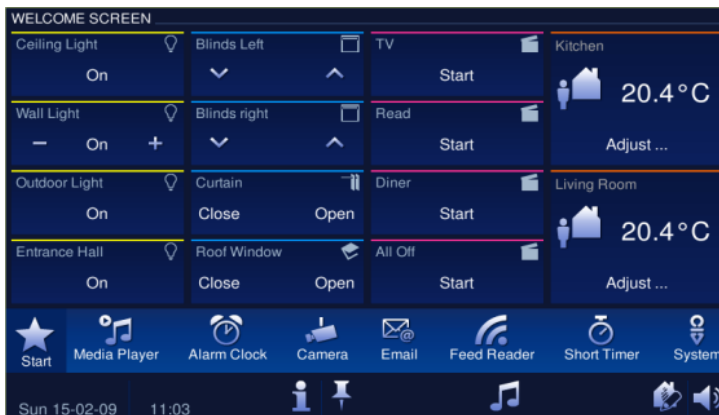 WELCOME SCREEN
Ceiling Light
On
Blinds Left
TV
Start
Kitchen
20.4°C
Adjust ...
Wall Light
– On +
Blinds right
Read
Start
Outdoor Light
On
Curtain
Close Open
Diner
Start
Living Room
20.4°C
Adjust ...
Entrance Hall
On
Roof Window
Close Open
All Off
Start
Start
Media Player
Alarm Clock
Camera
Email
Feed Reader
Short Timer
System
Sun 15-02-09 11:03